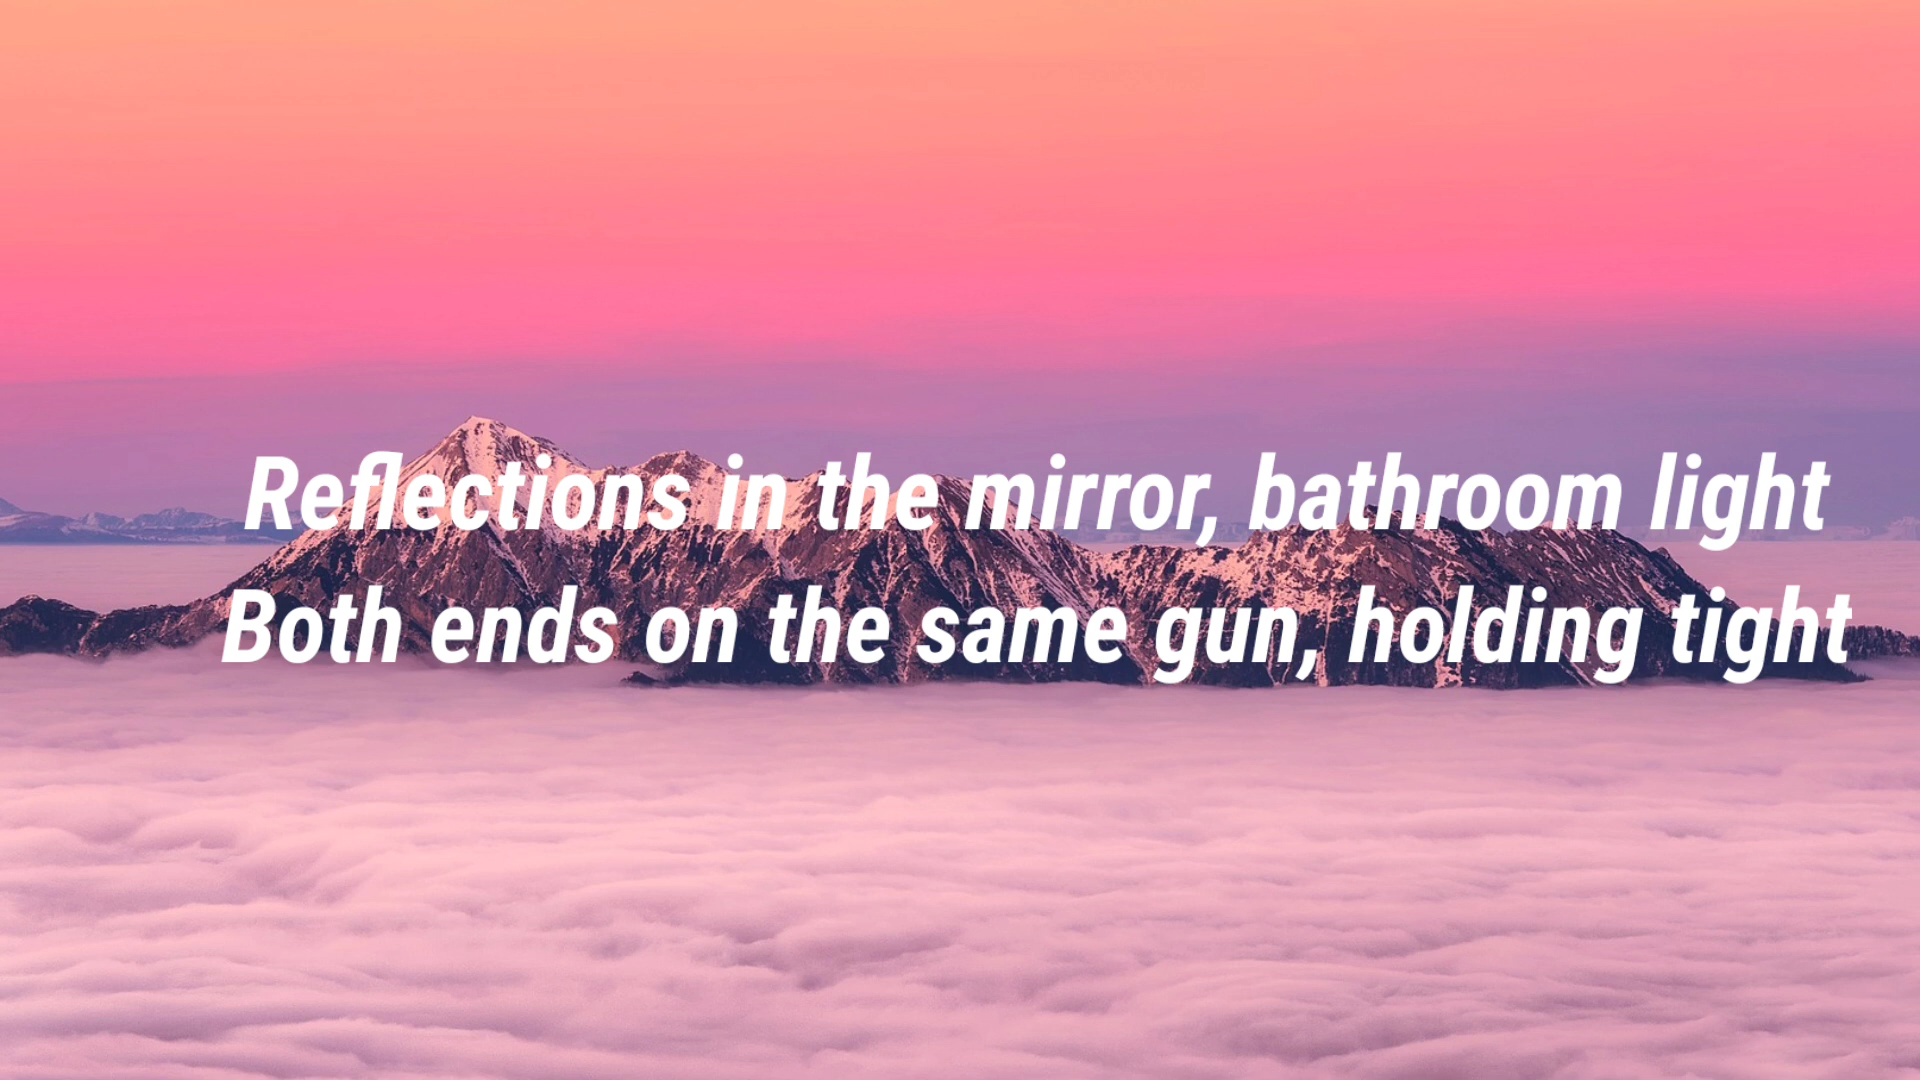 Reflections in the mirror, bathroom light
Both ends on the same gun, holding tight